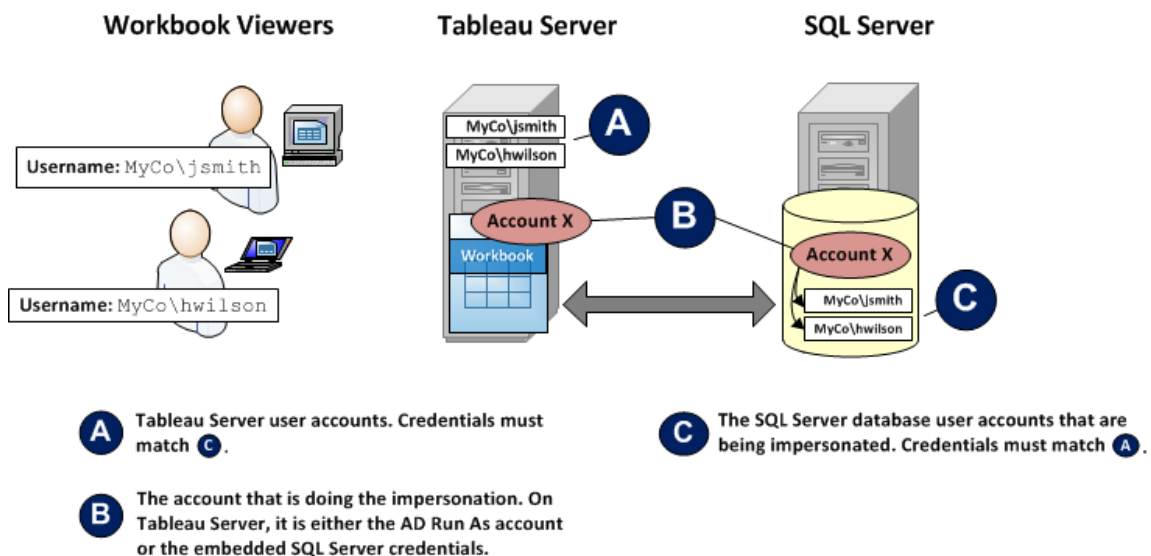 Workbook Viewers
Tableau Server
SQL Server
MyCo\jsmith
MyCo\hwilson
A
Username: MyCo\jsmith
Account X
B
Workbook
Account X
Username: MyCo\hwilson
MyCo\jsmith
MyCo\hwilson
C
A
Tableau Server user accounts. Credentials must
match C.
B
The account that is doing the impersonation. On
Tableau Server, it is either the AD Run As account
or the embedded SQL Server credentials.
C
The SQL Server database user accounts that are
being impersonated. Credentials must match A.